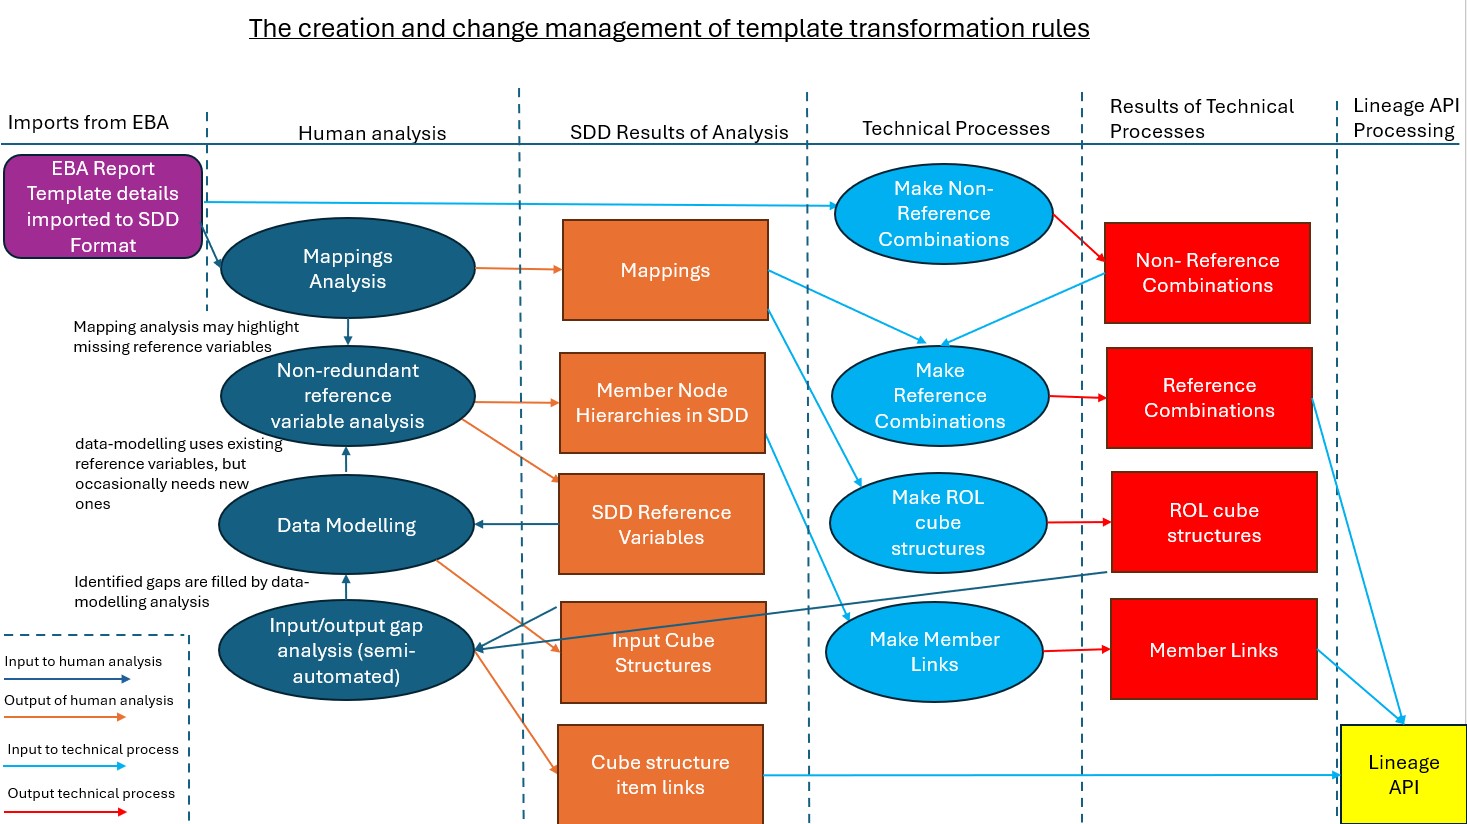 The creation and change management of template transformation rules
Imports from EBA
Human analysis
SDD Results of Analysis
Technical Processes
Results of Technical
Processes
Lineage API
Processing
EBA Report
Template details
imported to SDD
Format
Mappings
Analysis
Mapping analysis may highlight
missing reference variables
Non-redundant
reference
variable analysis
data-modelling uses existing
reference variables, but
occasionally needs new
ones
Data Modelling
Identified gaps are filled by data-
modelling analysis
Input/output gap
analysis (semi-
automated)
Mappings
Member Node
Hierarchies in SDD
SDD Reference
Variables
Input Cube
Structures
Cube structure
item links
Make Non-
Reference
Combinations
Make
Reference
Combinations
Make ROL
cube
structures
Make Member
Links
Non- Reference
Combinations
Reference
Combinations
ROL cube
structures
Member Links
Lineage
API
Input to human analysis
Output of human analysis
Input to technical process
Output technical process